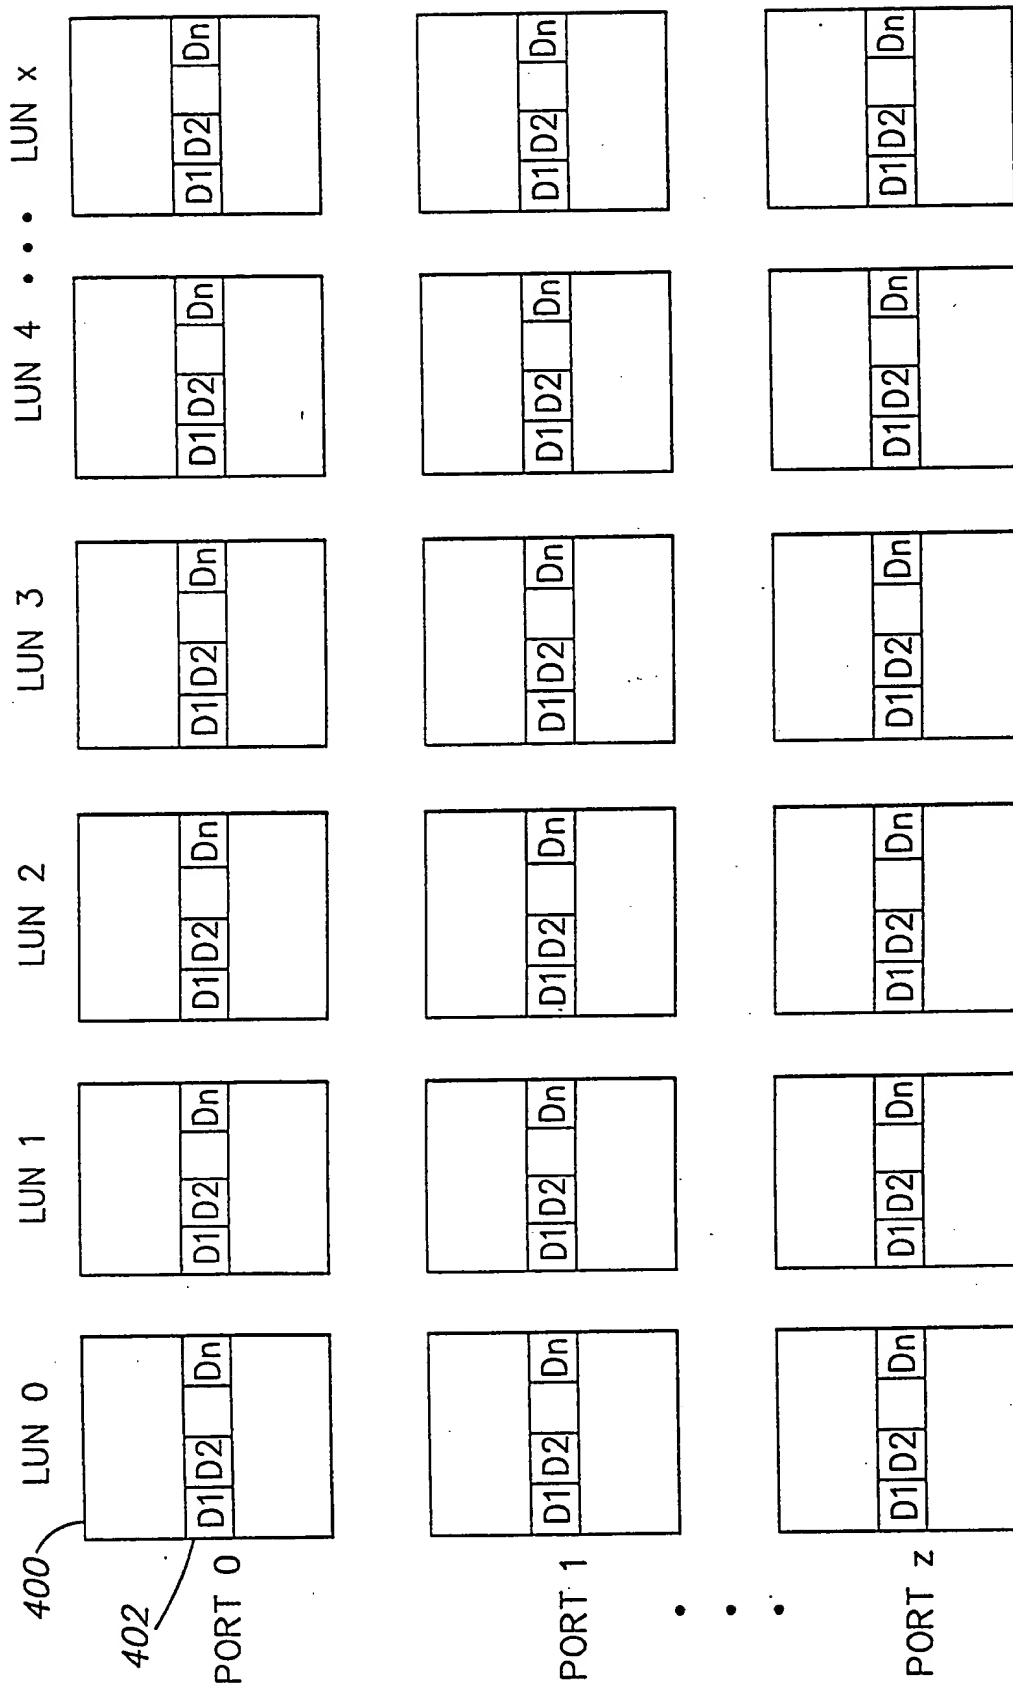 LUN 0 LUN 1 LUN 2 LUN 3 LUN 4 • • • LUN x
400
402
PORT 0
D1 D2 Dn D1 D2 Dn D1 D2 Dn D1 D2 Dn D1 D2 Dn D1 D2 Dn
PORT 1
D1 D2 Dn D1 D2 Dn D1 D2 Dn D1 D2 Dn D1 D2 Dn D1 D2 Dn
•
•
•
PORT z
D1 D2 Dn D1 D2 Dn D1 D2 Dn D1 D2 Dn D1 D2 Dn D1 D2 Dn